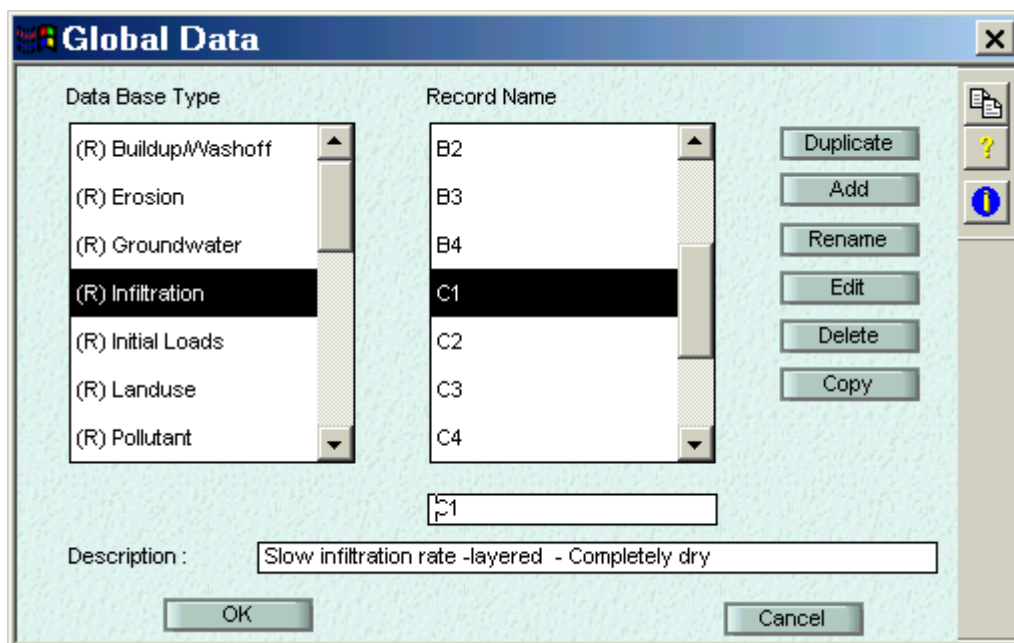 Global Data
Data Base Type
Record Name
(R) Buildup/Washoff
(R) Erosion
(R) Groundwater
(R) Infiltration
(R) Initial Loads
(R) Landuse
(R) Pollutant
B2
B3
B4
C1
C2
C3
C4
Duplicate
Add
Rename
Edit
Delete
Copy
C1
Description :
Slow infiltration rate -layered - Completely dry
OK
Cancel